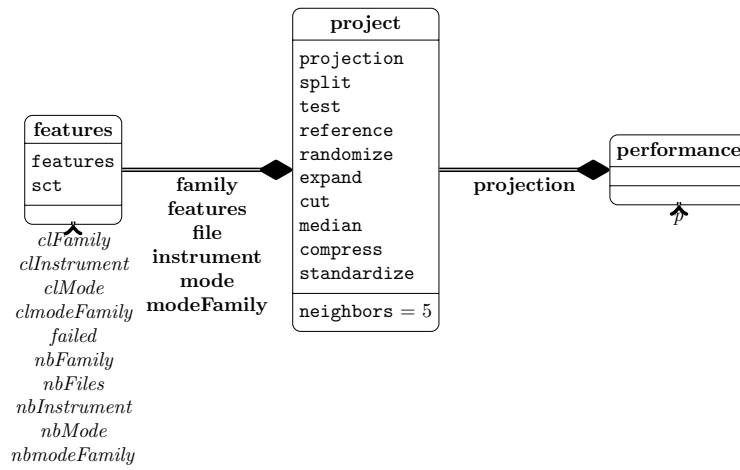 project
projection
split
test
reference
randomize
expand
cut
median
compress
standardize
neighbors = 5
features
features
sct
clFamily
clInstrument
clMode
clmodeFamily
failed
nbFamily
nbFiles
nbInstrument
nbMode
nbmodeFamily
family
features
file
instrument
mode
modeFamily
projection
performance
p